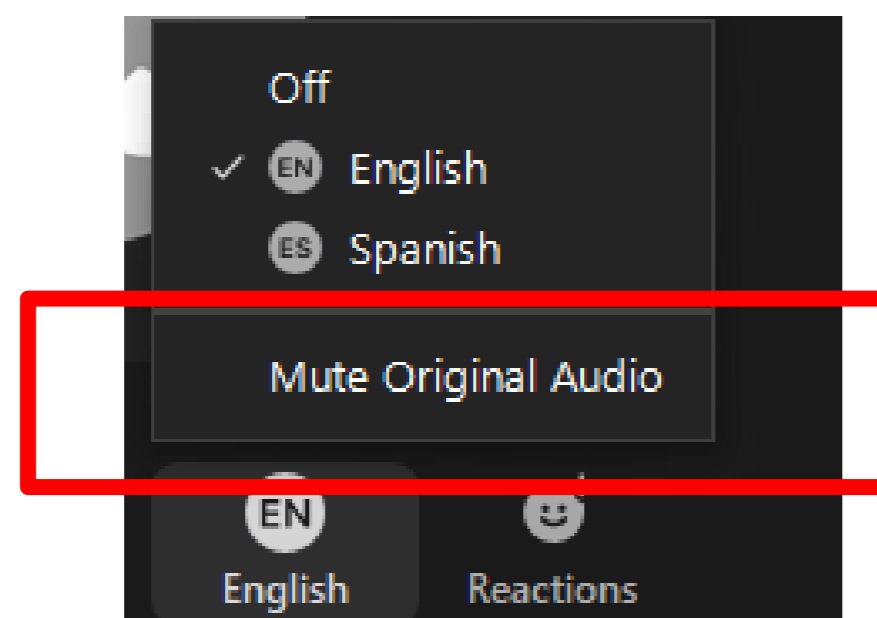 Off
EN English
ES Spanish
Mute Original Audio
EN
English
Reactions